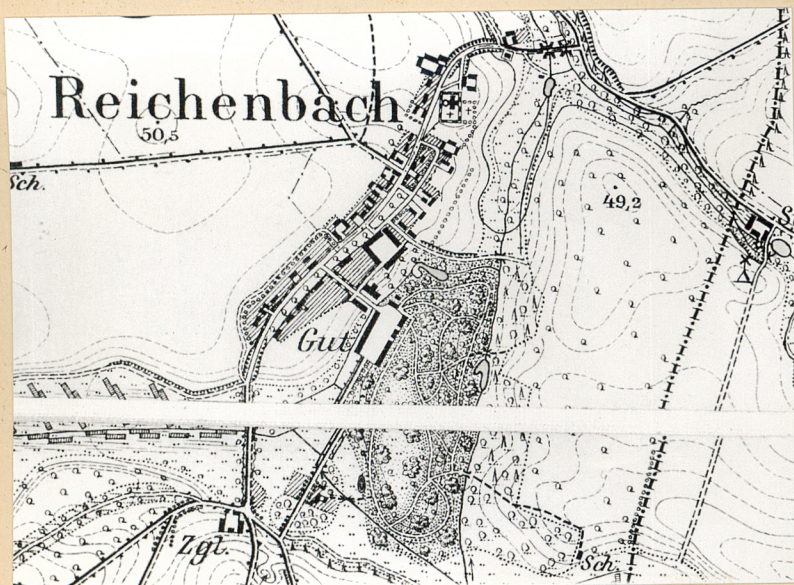 Reichenbach
50,5
Sch.
49,2
S
Gut
Zgl.
Sch.